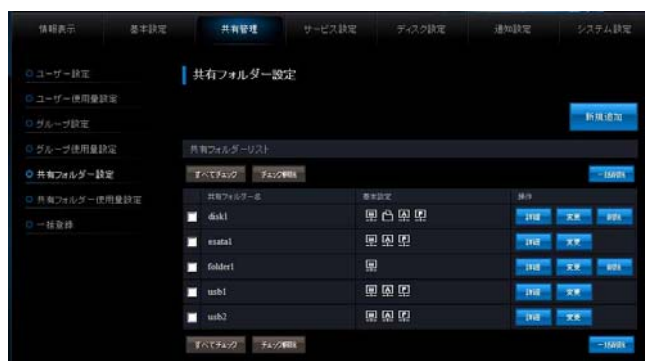 情報表示 基本設定 共有管理 サービス設定 ディスク設定 通知設定 システム設定
ユーザー設定
ユーザー使用量設定
グループ設定
グループ使用量設定
共有フォルダー設定
共有フォルダー使用量設定
一括登録
共有フォルダー設定
新規追加
共有フォルダーリスト
すべてチェック チェック解除 一括削除
共有フォルダー名 基本設定 操作
disk1 詳細 変更 削除
esata1 詳細 変更
folder1 詳細 変更 削除
usb1 詳細 変更
usb2 詳細 変更
すべてチェック チェック解除 一括削除